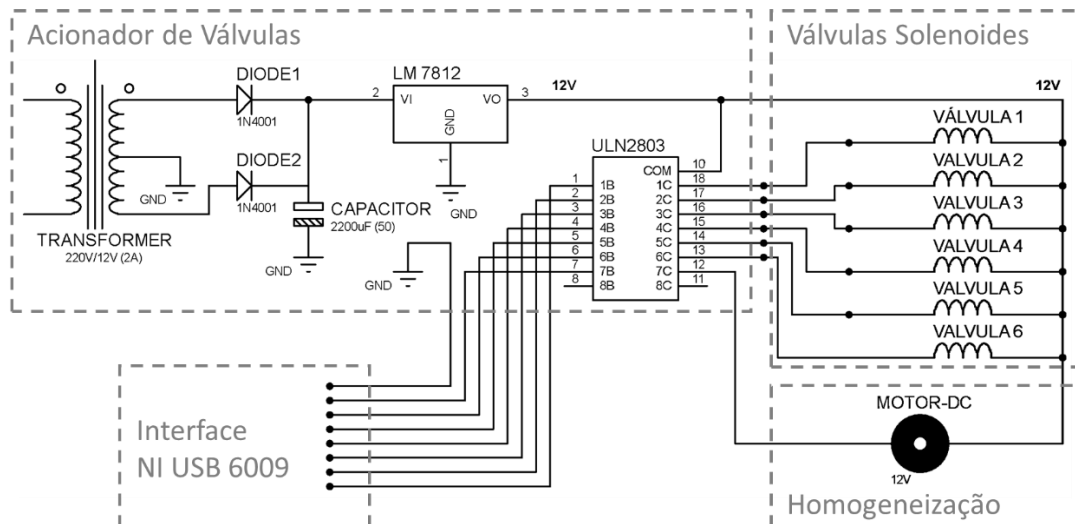 Acionador de Válvulas
Válvulas Solenoides
DIODE1
1N4001
LM 7812
2
VI
VO
3
GND
1
GND
12V
12V
GND
DIODE2
1N4001
TRANSFORMER
220V/12V (2A)
CAPACITOR
2200uF (50)
GND
GND
ULN2803
COM
10
1
1B
1C
18
2
2B
2C
17
3
3B
3C
16
4
4B
4C
15
5
5B
5C
14
6
6B
6C
13
7
7B
7C
12
8
8B
8C
11
VÁLVULA 1
VALVULA 2
VALVULA 3
VALVULA 4
VALVULA 5
VALVULA 6
Interface
NI USB 6009
MOTOR-DC
12V
Homogeneização